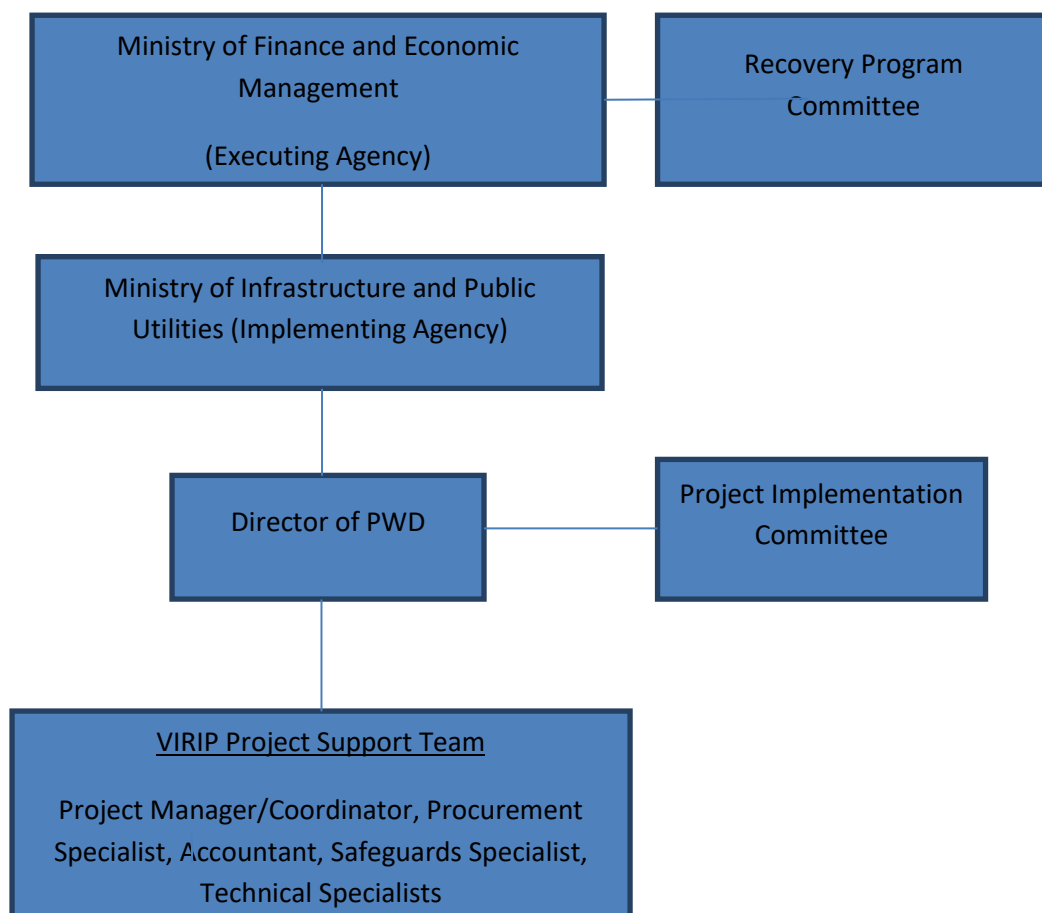 Ministry of Finance and Economic
Management
(Executing Agency)
Recovery Program
Committee
Ministry of Infrastructure and Public
Utilities (Implementing Agency)
Director of PWD
Project Implementation
Committee
VIRIP Project Support Team
Project Manager/Coordinator, Procurement
Specialist, Accountant, Safeguards Specialist,
Technical Specialists